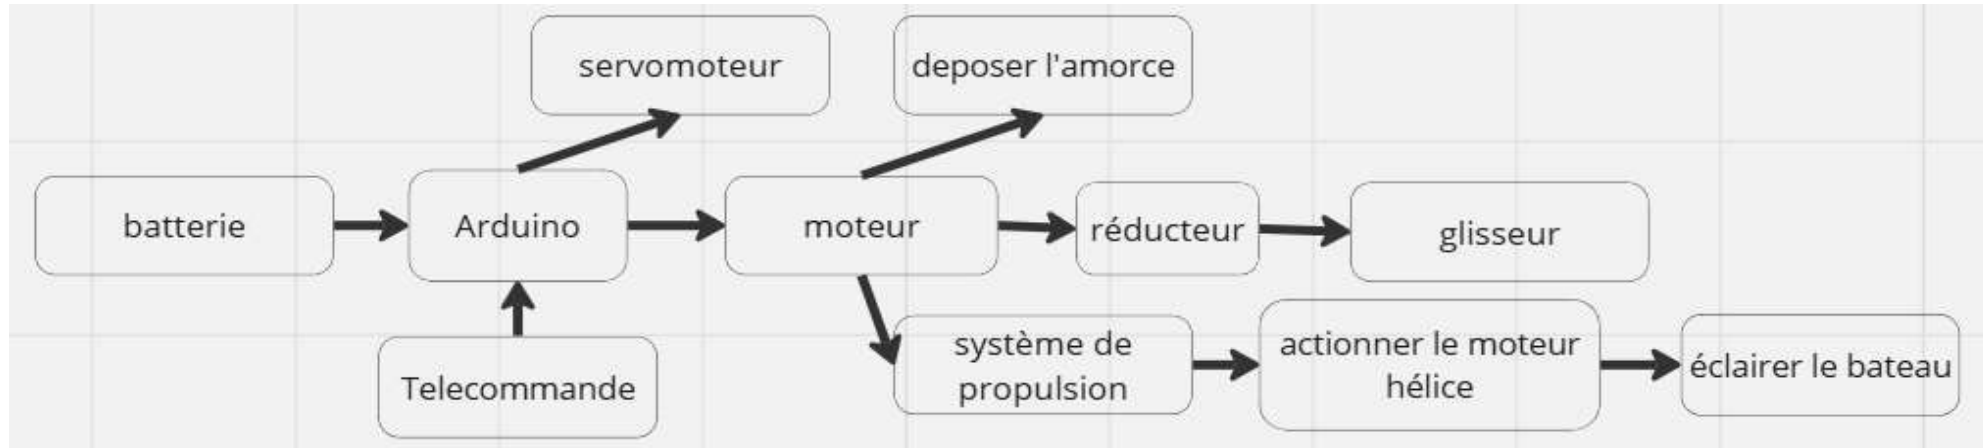 servomoteur
deposer l'amorce
batterie
Arduino
moteur
réducteur
glisseur
Telecommande
système de
propulsion
actionner le moteur
hélice
éclairer le bateau